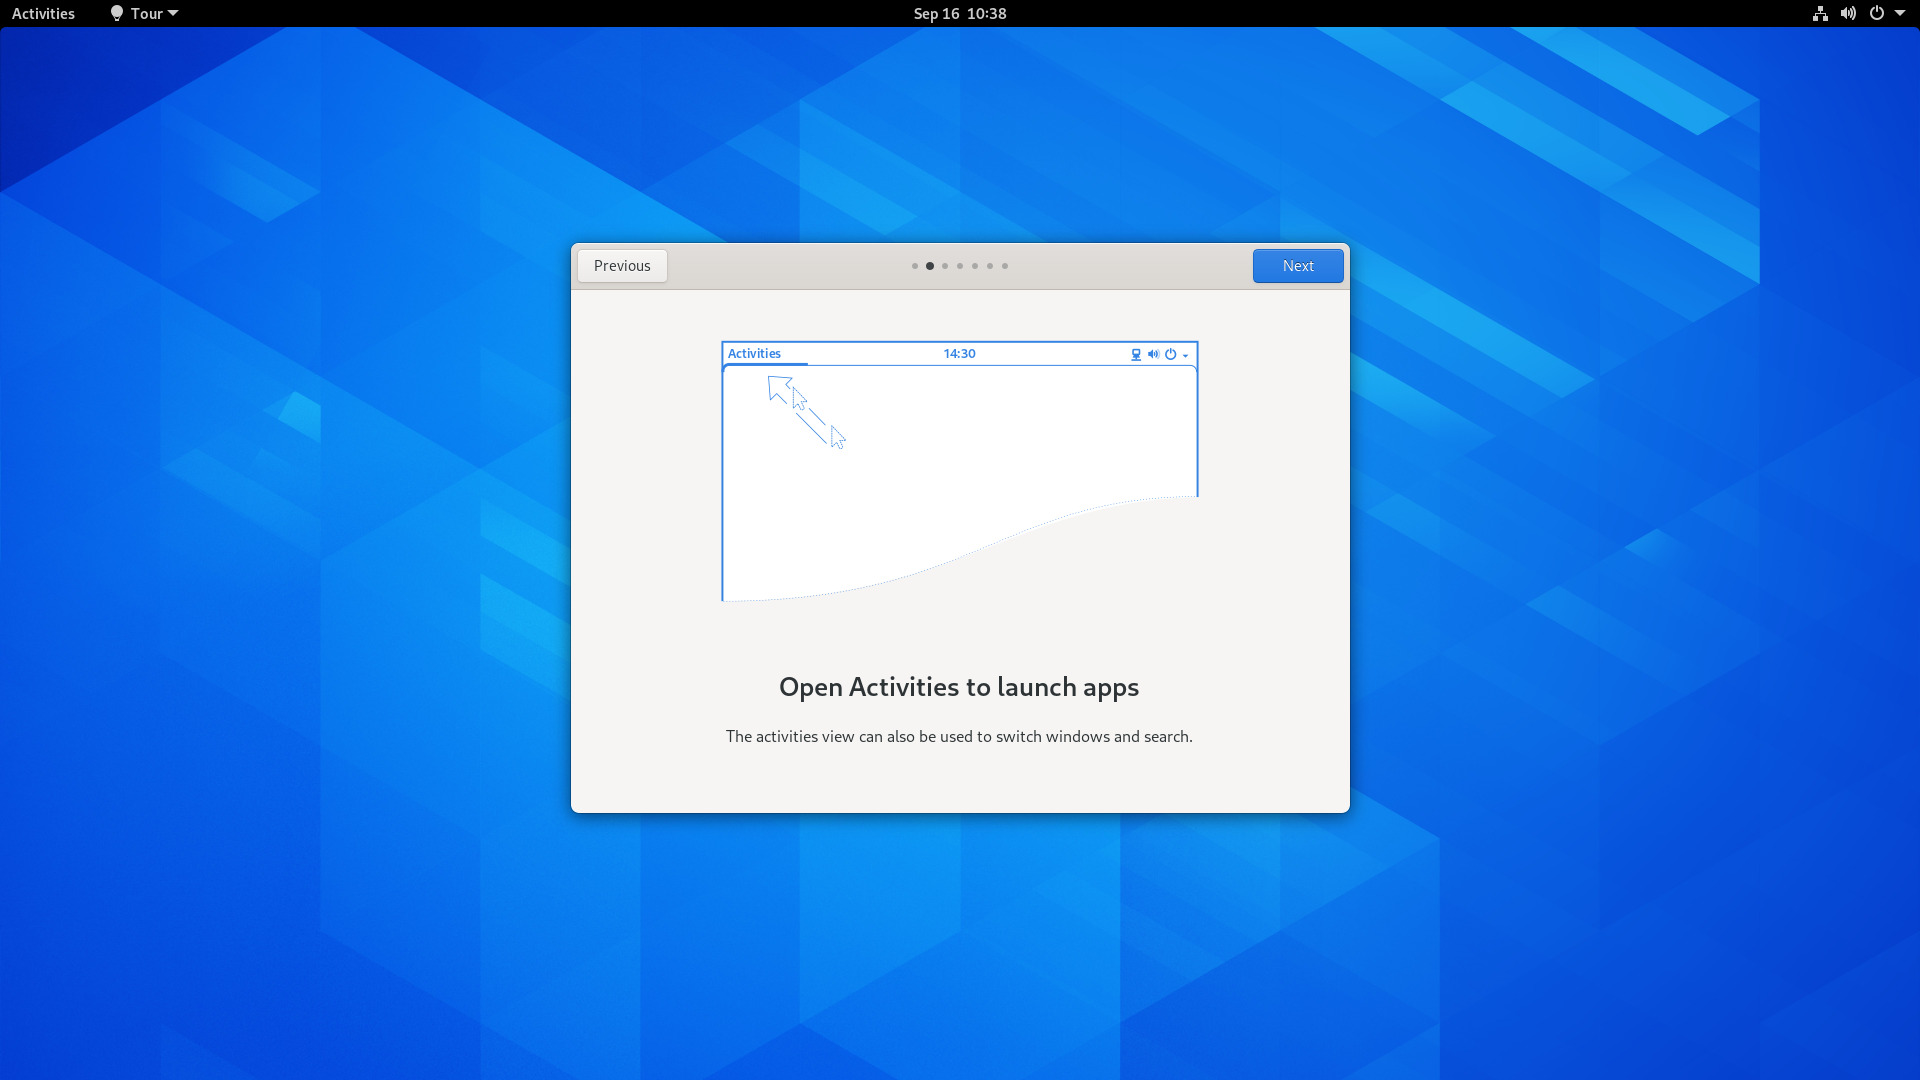 Activities Tour Sep 16 10:38
Previous Next
Activities 14:30
Open Activities to launch apps
The activities view can also be used to switch windows and search.